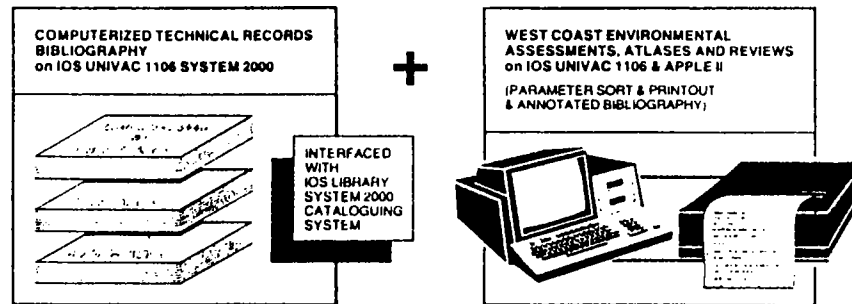 COMPUTERIZED TECHNICAL RECORDS
BIBLIOGRAPHY
on IOS UNIVAC 1106 SYSTEM 2000
INTERFACED
WITH
IOS LIBRARY
SYSTEM 2000
CATALOGUING
SYSTEM
+
WEST COAST ENVIRONMENTAL
ASSESSMENTS, ATLASES AND REVIEWS
on IOS UNIVAC 1106 & APPLE II
(PARAMETER SORT & PRINTOUT
& ANNOTATED BIBLIOGRAPHY)